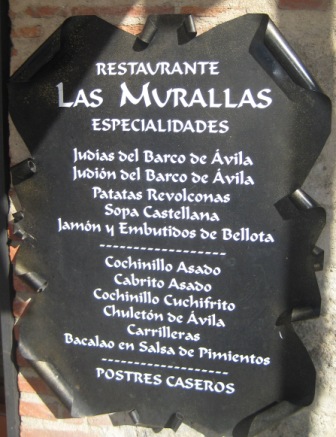 RESTAURANTE
LAS MURALLAS
ESPECIALIDADES
Judias del Barco de Ávila
Judión del Barco de Ávila
Patatas Revolconas
Sopa Castellana
Jamón y Embutidos de Bellota
--------------------
Cochinillo Asado
Cabrito Asado
Cochinillo Cuchifrito
Chuletón de Ávila
Carrilleras
Bacalao en Salsa de Pimientos
--------------------
POSTRES CASEROS